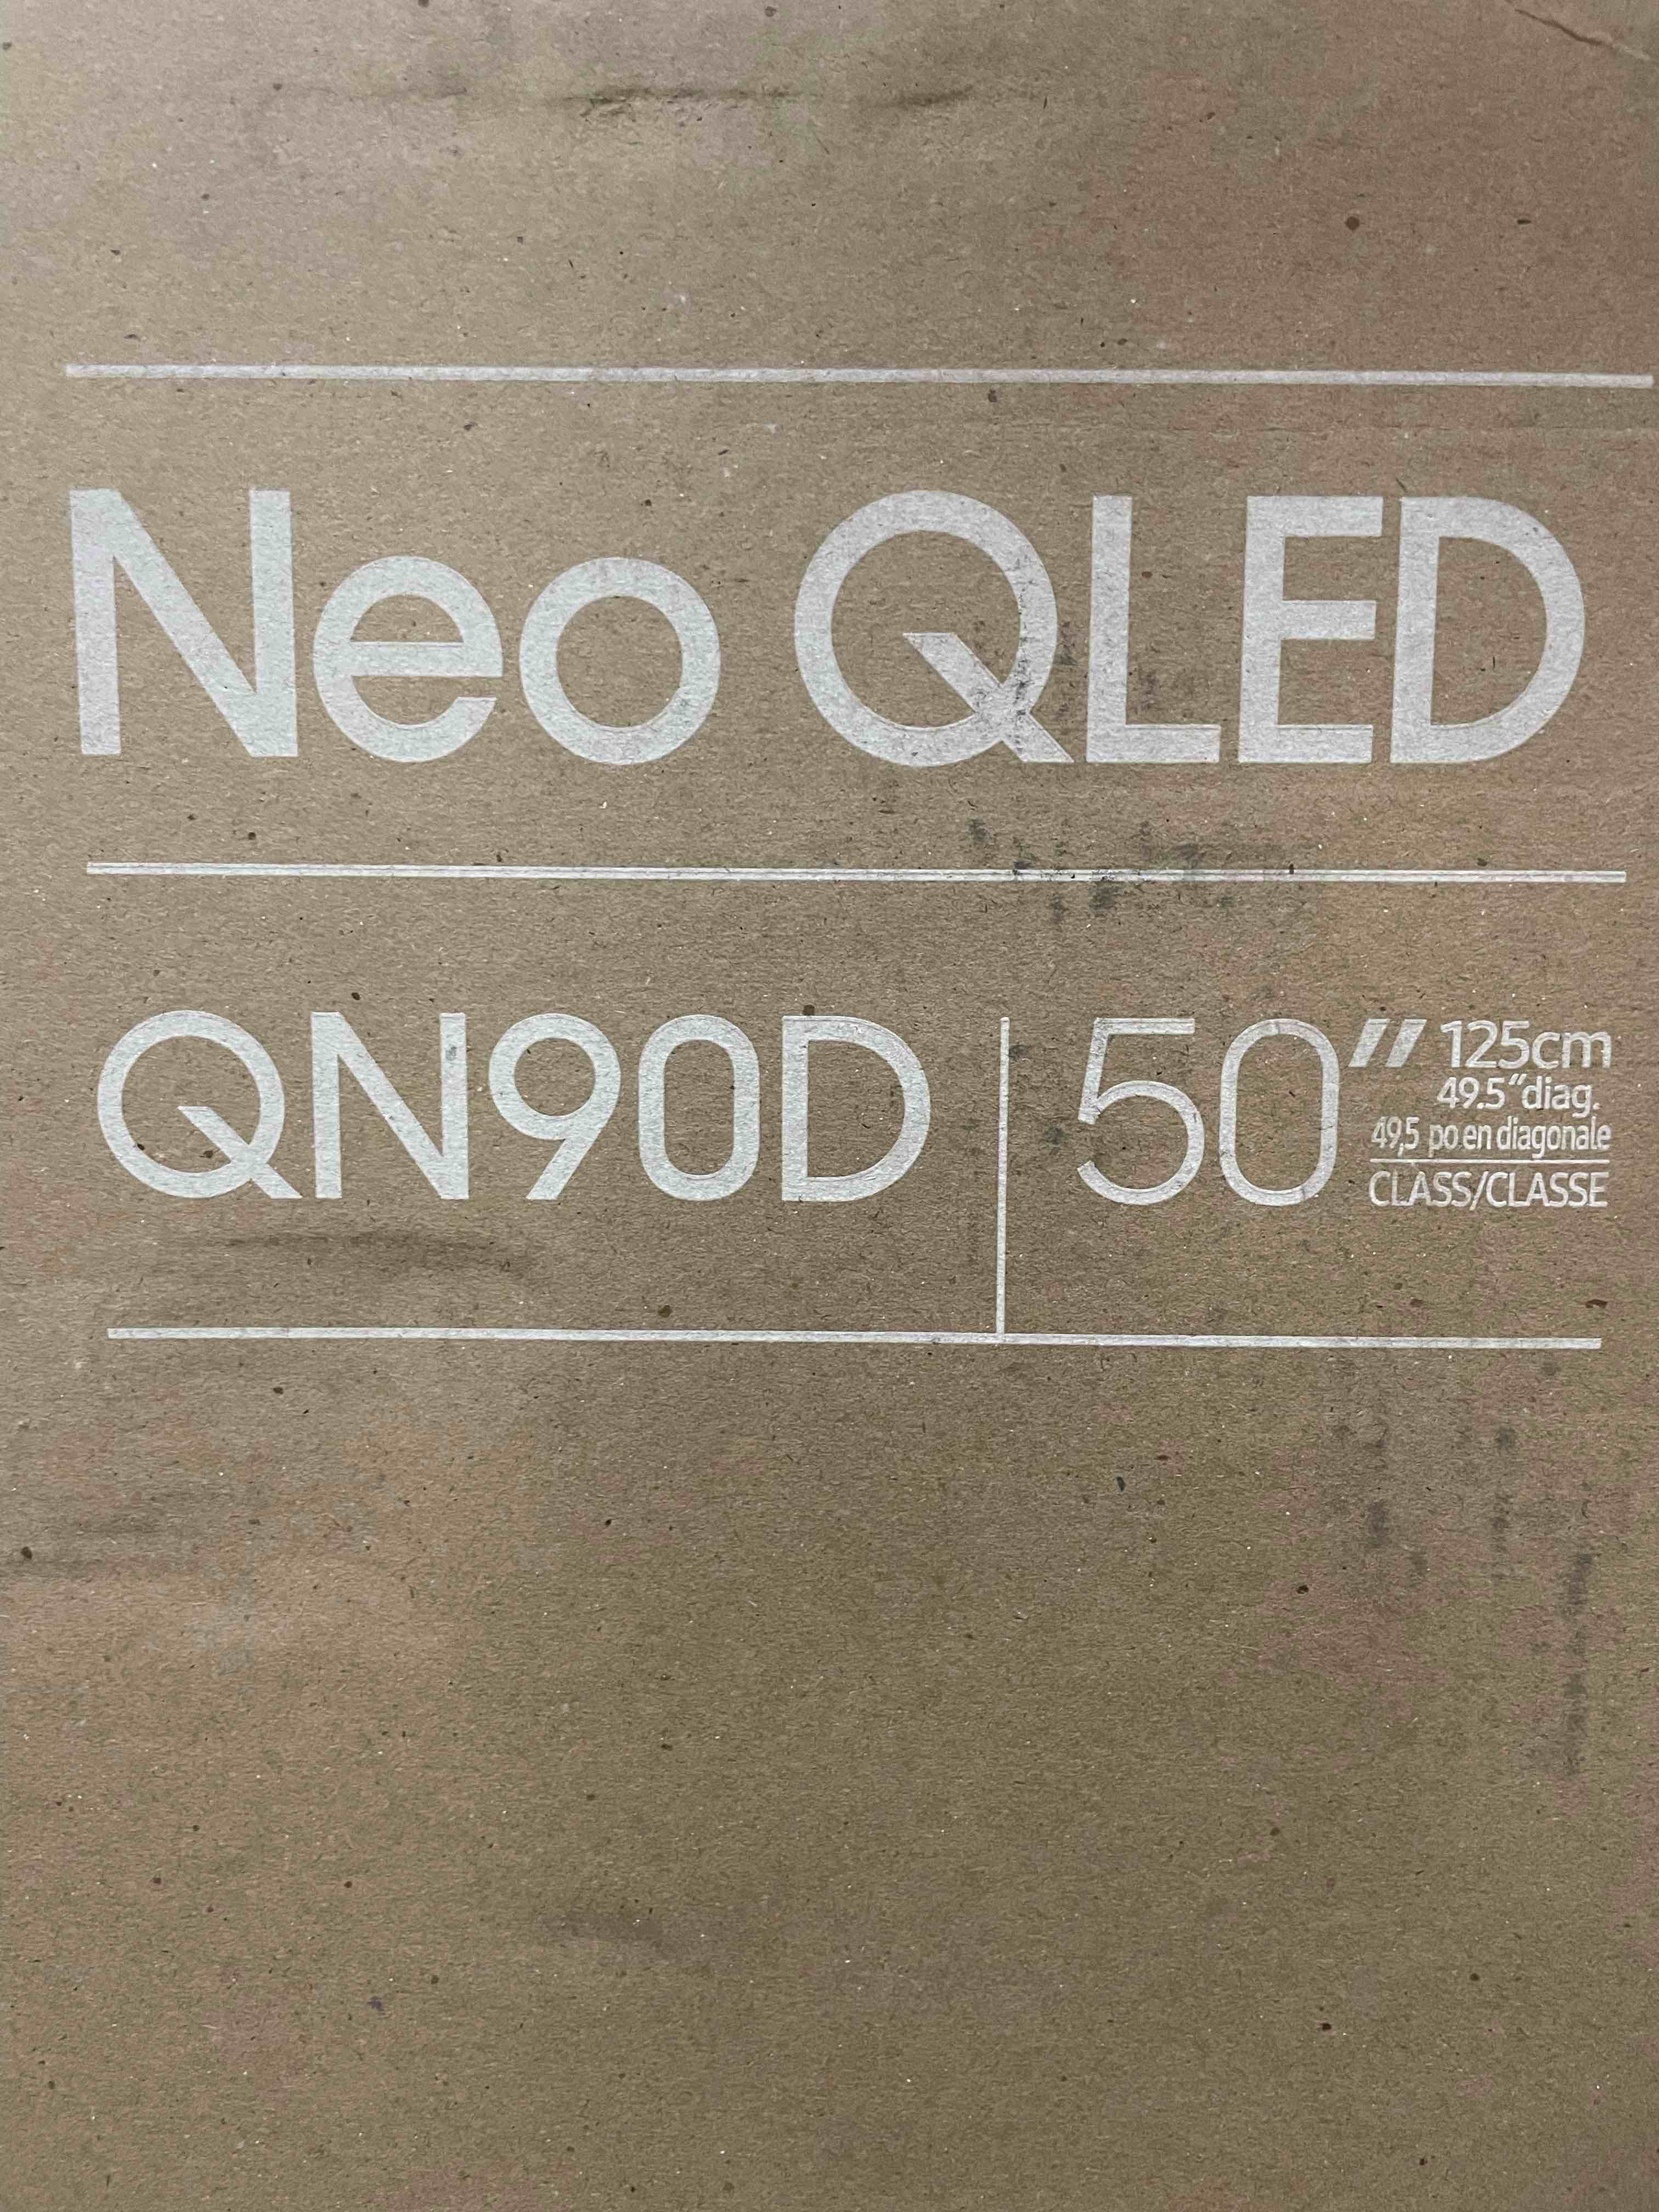 Neo QLED
QN90D 50" 125cm
49.5"diag.
49,5 po en diagonale
CLASS/CLASSE